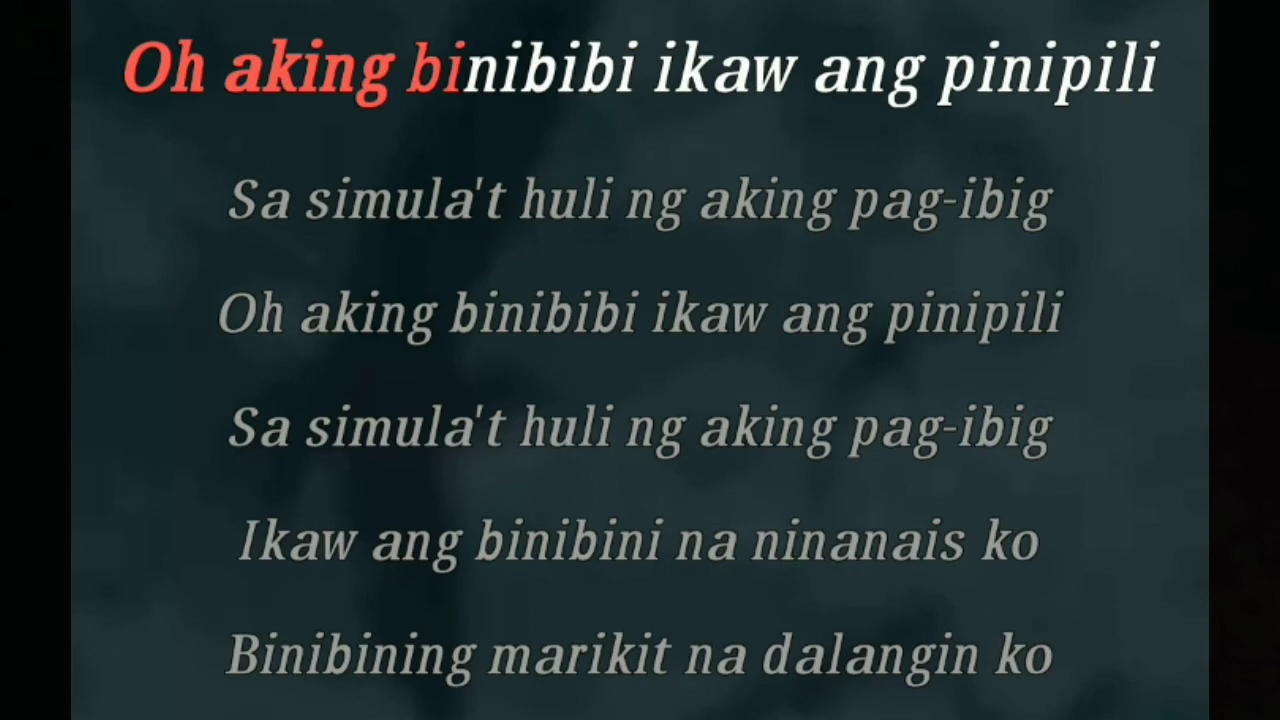 Oh aking binibibi ikaw ang pinipili
Sa simula't huli ng aking pag-ibig
Oh aking binibibi ikaw ang pinipili
Sa simula't huli ng aking pag-ibig
Ikaw ang binibini na ninanais ko
Binibining marikit na dalangin ko